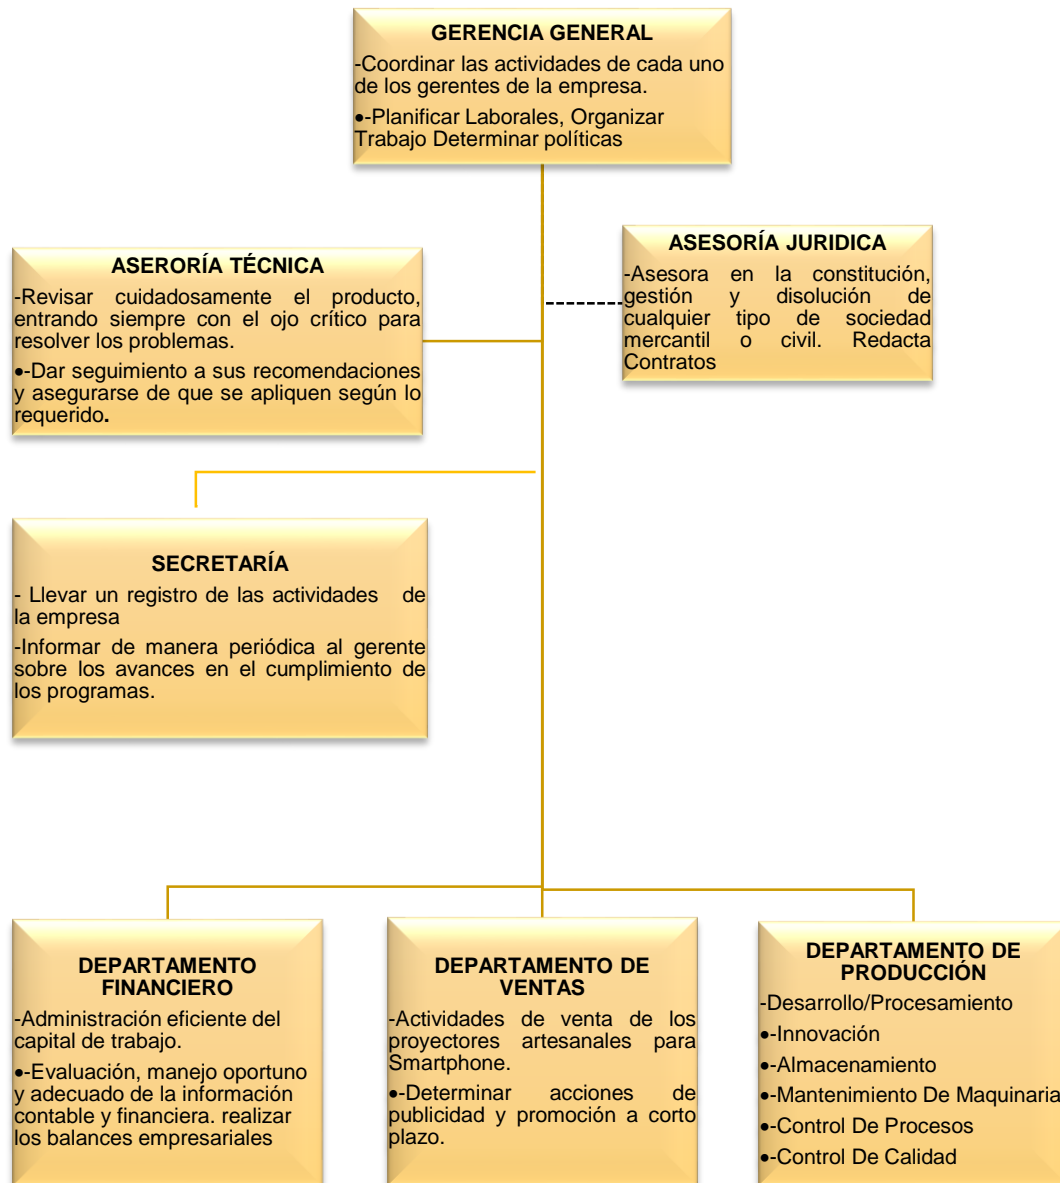 GERENCIA GENERAL
-Coordinar las actividades de cada uno
de los gerentes de la empresa.
•-Planificar Laborales, Organizar
Trabajo Determinar políticas
ASESORÍA JURIDICA
-Asesora en la constitución,
gestión y disolución de
cualquier tipo de sociedad
mercantil o civil. Redacta
Contratos
ASERORÍA TÉCNICA
-Revisar cuidadosamente el producto,
entrando siempre con el ojo crítico para
resolver los problemas.
•-Dar seguimiento a sus recomendaciones
y asegurarse de que se apliquen según lo
requerido.
SECRETARÍA
- Llevar un registro de las actividades de
la empresa
-Informar de manera periódica al gerente
sobre los avances en el cumplimiento de
los programas.
DEPARTAMENTO
FINANCIERO
-Administración eficiente del
capital de trabajo.
•-Evaluación, manejo oportuno
y adecuado de la información
contable y financiera. realizar
los balances empresariales
DEPARTAMENTO DE
VENTAS
-Actividades de venta de los
proyectores artesanales para
Smartphone.
•-Determinar acciones de
publicidad y promoción a corto
plazo.
DEPARTAMENTO DE
PRODUCCIÓN
-Desarrollo/Procesamiento
•-Innovación
•-Almacenamiento
•-Mantenimiento De Maquinaria
•-Control De Procesos
•-Control De Calidad